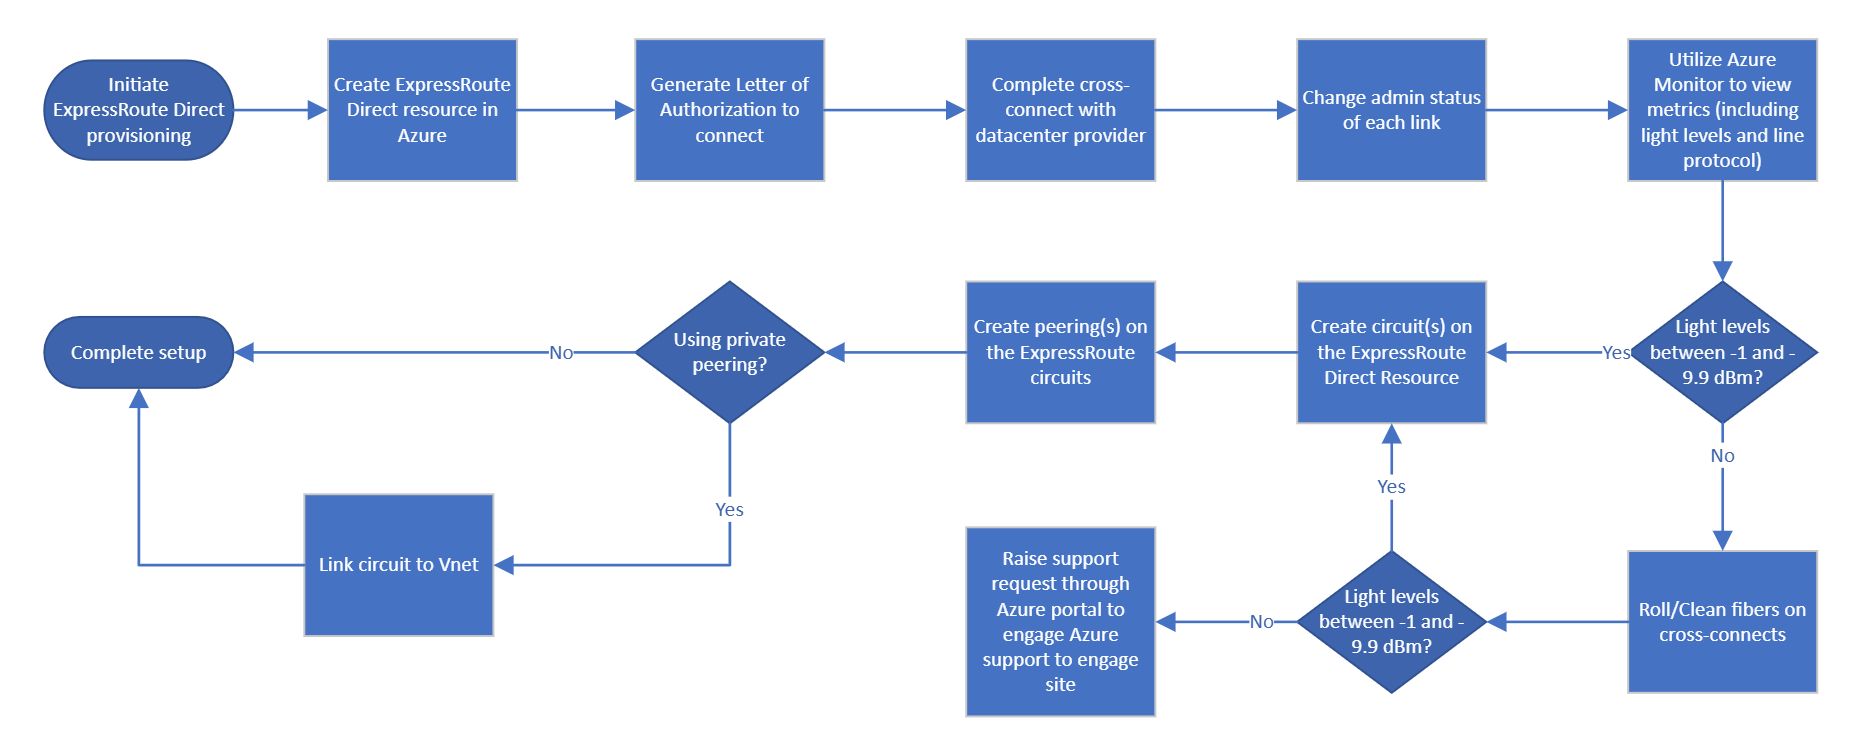 Initiate
ExpressRoute Direct
provisioning
Create ExpressRoute
Direct resource in
Azure
Generate Letter of
Authorization to
connect
Complete cross-
connect with
datacenter provider
Change admin status
of each link
Utilize Azure
Monitor to view
metrics (including
light levels and line
protocol)
Complete setup
No
Using private
peering?
Create peering(s) on
the ExpressRoute
circuits
Create circuit(s) on
the ExpressRoute
Direct Resource
Yes
Light levels
between -1 and -
9.9 dBm?
No
Yes
Yes
Link circuit to Vnet
Raise support
request through
Azure portal to
engage Azure
support to engage
site
No
Light levels
between -1 and -
9.9 dBm?
Roll/Clean fibers on
cross-connects